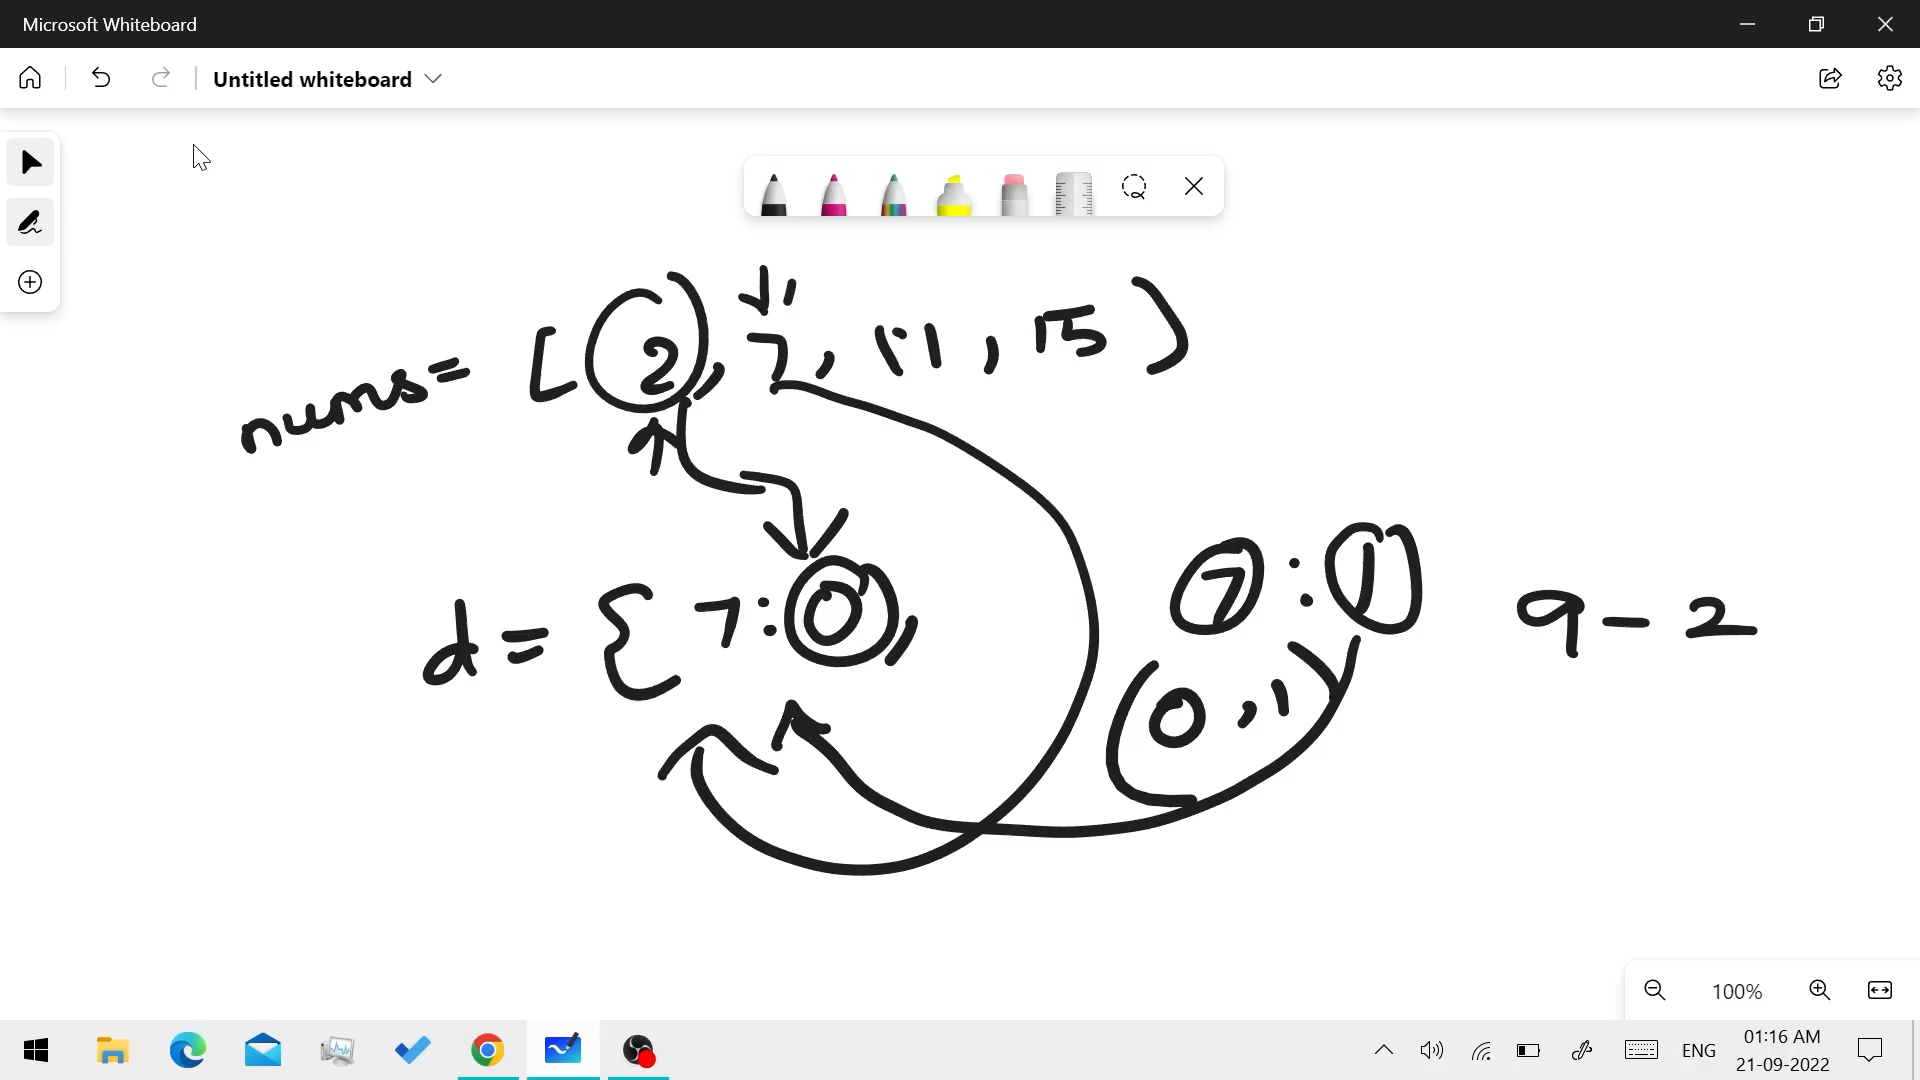 Microsoft Whiteboard
Untitled whiteboard
nums= [ 2, 7, 11, 15 ]
d = { 7:0,
7 : 1
9 - 2
(0, 1)
100%
ENG
01:16 AM
21-09-2022